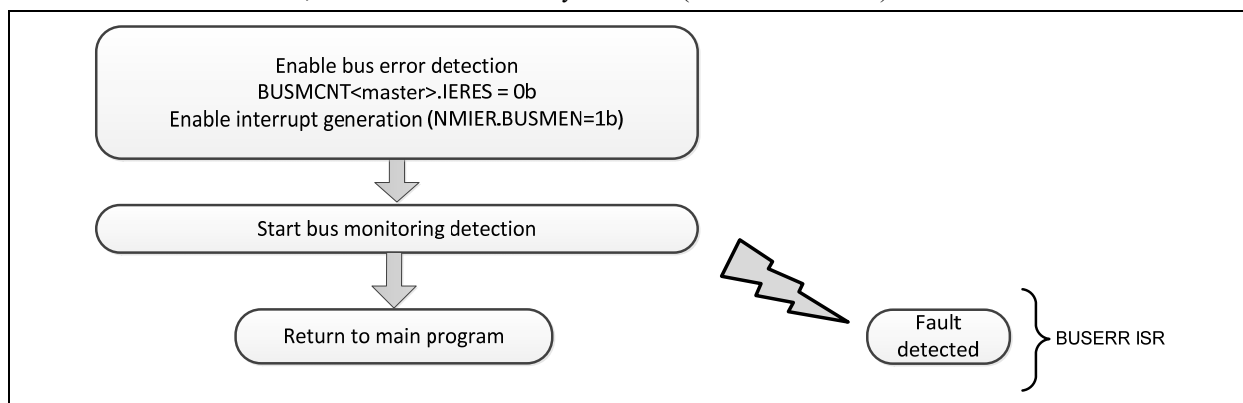 Enable bus error detection
BUSMCNT<master>.IERES = 0b
Enable interrupt generation (NMIER.BUSMEN=1b)
Start bus monitoring detection
Return to main program
Fault
detected
BUSERR ISR